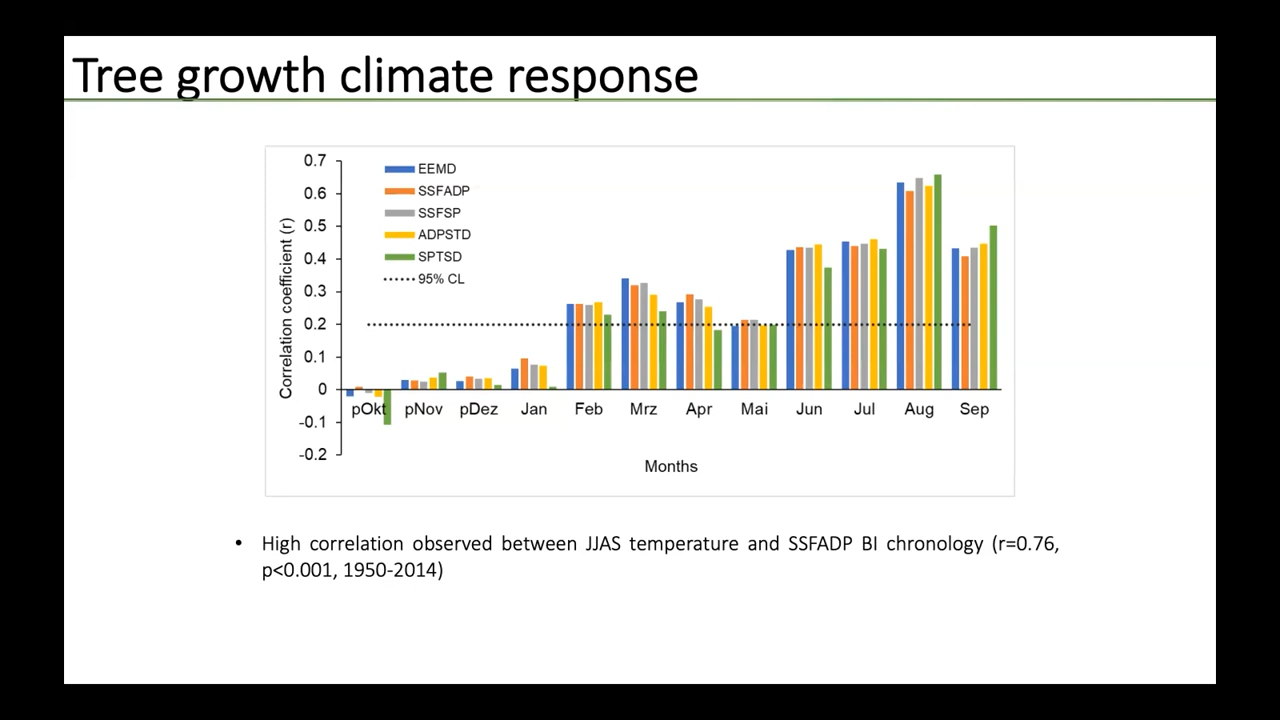 Tree growth climate response
0.7
0.6
0.5
0.4
0.3
0.2
0.1
0
-0.1
-0.2
Correlation coefficient (r)
EEMD
SSFADP
SSFSP
ADPSTD
SPTSD
95% CL
pOkt pNov pDez Jan Feb Mrz Apr Mai Jun Jul Aug Sep
Months
• High correlation observed between JJAS temperature and SSFADP BI chronology (r=0.76,
p<0.001, 1950-2014)